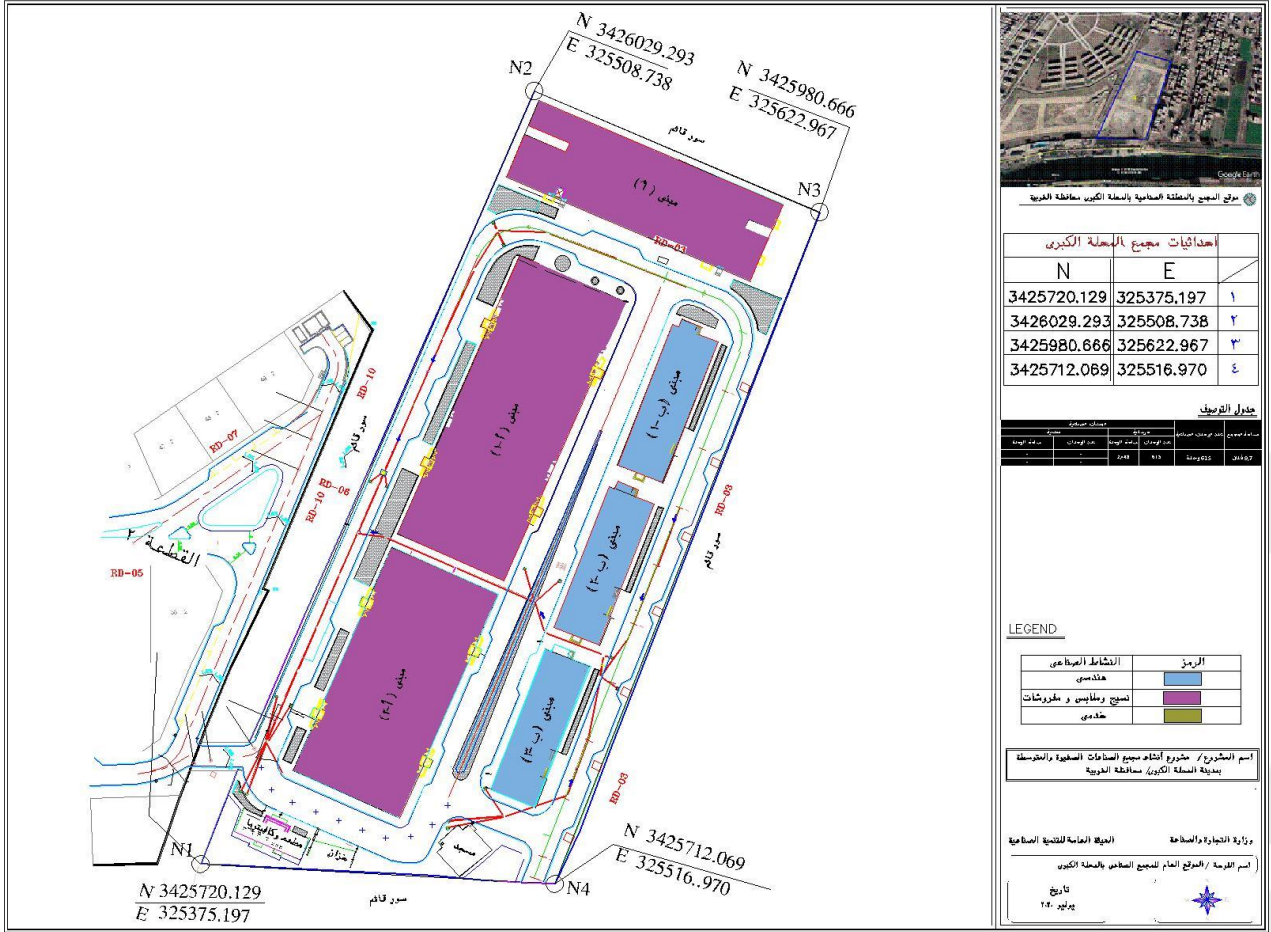 N 3426029.293
E 325508.738
N2
N 3425980.666
E 325622.967
N3
سور قائم
مبنى (٩)
RD-03
مبنى (أ-١)
مبنى (ب-١)
RD-10
سور قائم
RD-07
RD-06
RD-10
RD-03
سور قائم
القطعة ٢
RD-05
مبنى (ب-٢)
مبنى (أ-٢)
مبنى (ب-٣)
RD-03
مطعم وكافيتريا
خزان
مسجد
N1
N 3425720.129
E 325375.197
سور قائم
N4
N 3425712.069
E 325516..970
Google Earth
موقع المجمع بالمنطقة الصناعية بالمحلة الكبرى محافظة الغربية
احداثيات مجمع المحلة الكبرى
N E
3425720.129 325375.197 ١
3426029.293 325508.738 ٢
3425980.666 325622.967 ٣
3425712.069 325516.970 ٤
جدول التوصيف
LEGEND
الرمز النشاط الصناعى
هندسى
نسيج وملابس و مفروشات
خدمى
اسم المشروع / مشروع أنشاء مجمع الصناعات الصغيرة والمتوسطة
بمدينة المحلة الكبرى/ محافظة الغربية
وزارة التجارة والصناعة الهيئة العامة للتنمية الصناعية
اسم اللوحة / الموقع العام للمجمع الصناعى بالمحلة الكبرى
تاريخ
يوليو ٢٠٢٠